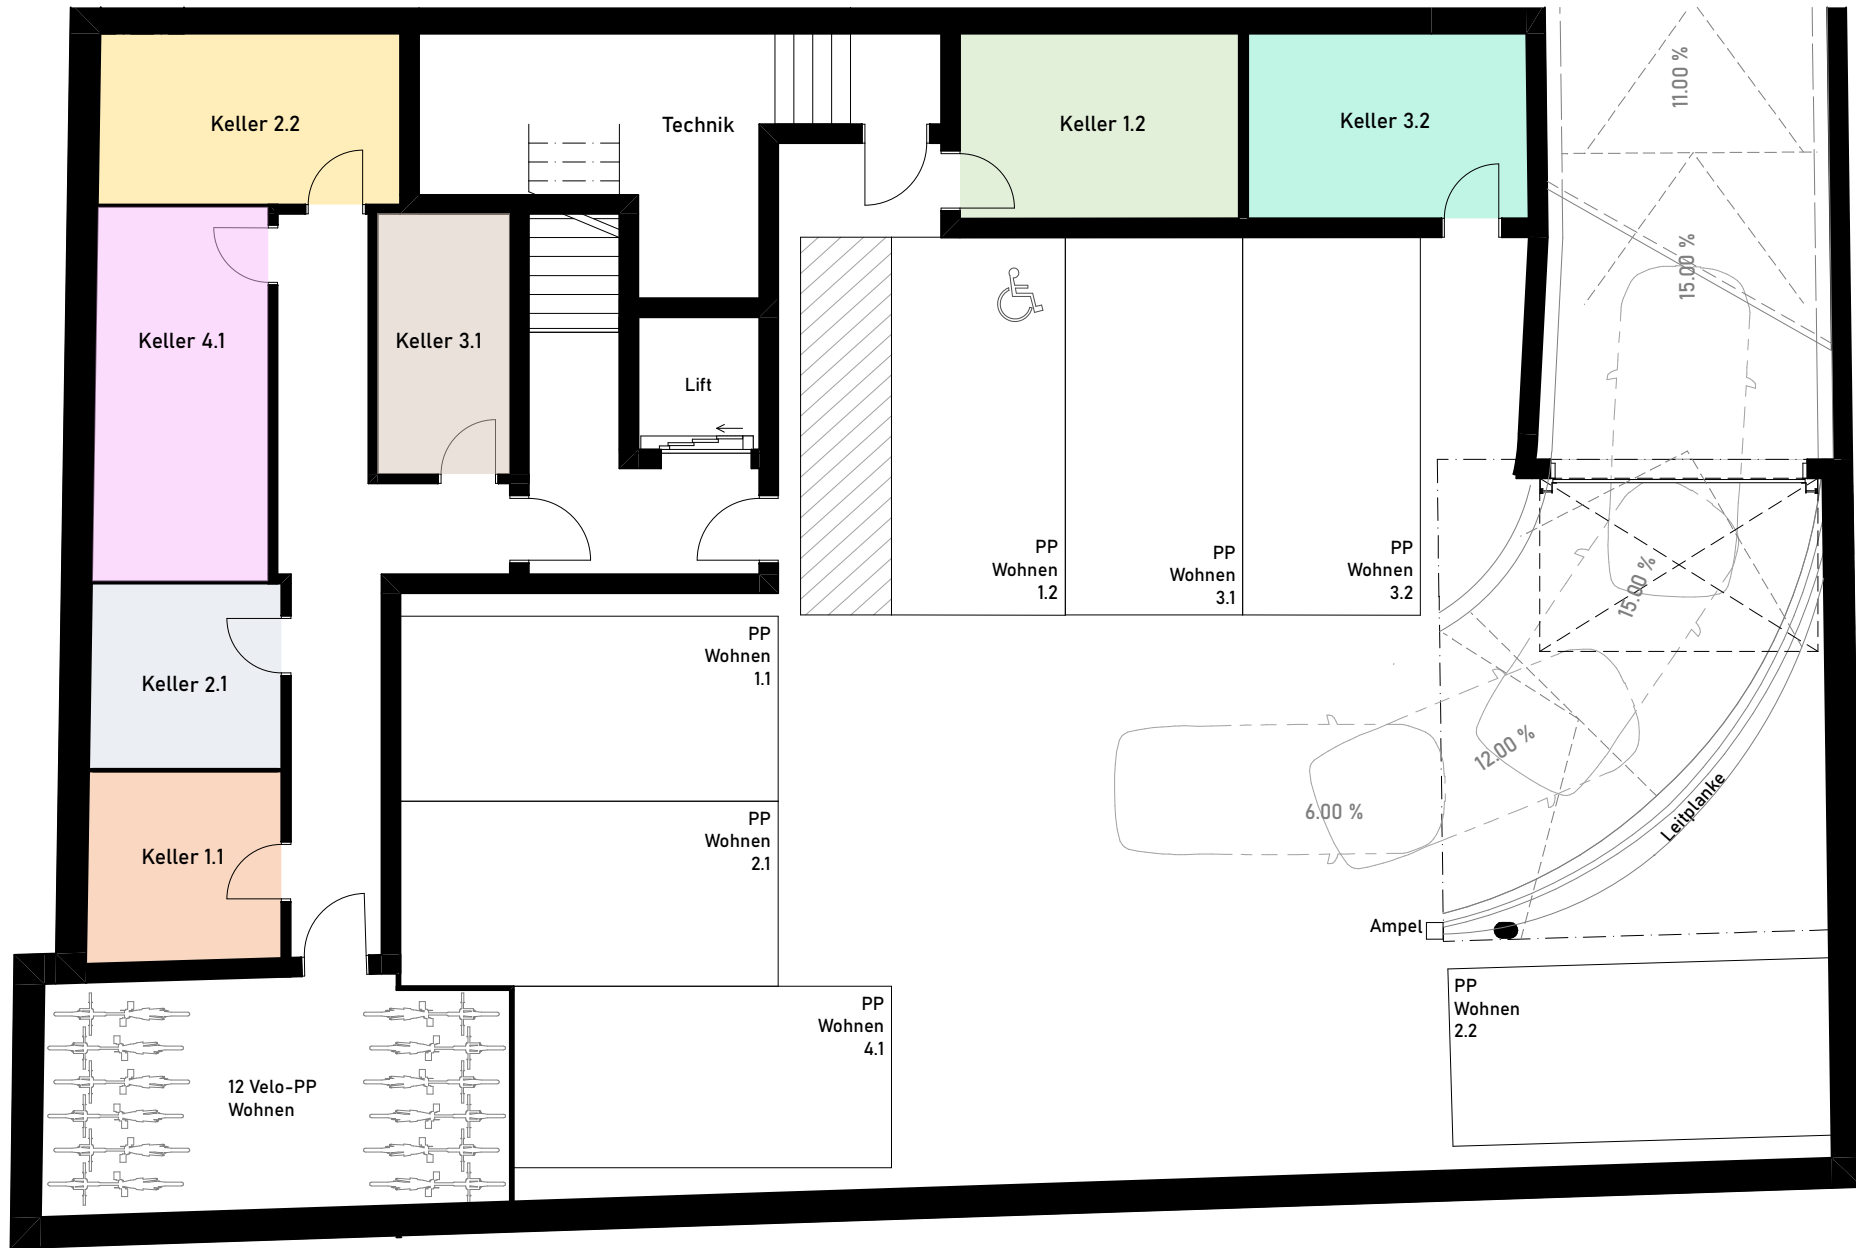 11.00 %
Keller 2.2
Technik
Keller 1.2
Keller 3.2
15.00 %
Keller 4.1
Keller 3.1
Lift
PP
Wohnen
1.2
PP
Wohnen
3.1
PP
Wohnen
3.2
15.00 %
PP
Wohnen
1.1
Keller 2.1
12.00 %
6.00 %
Leitplanke
PP
Wohnen
2.1
Keller 1.1
Ampel
PP
Wohnen
4.1
PP
Wohnen
2.2
12 Velo-PP
Wohnen